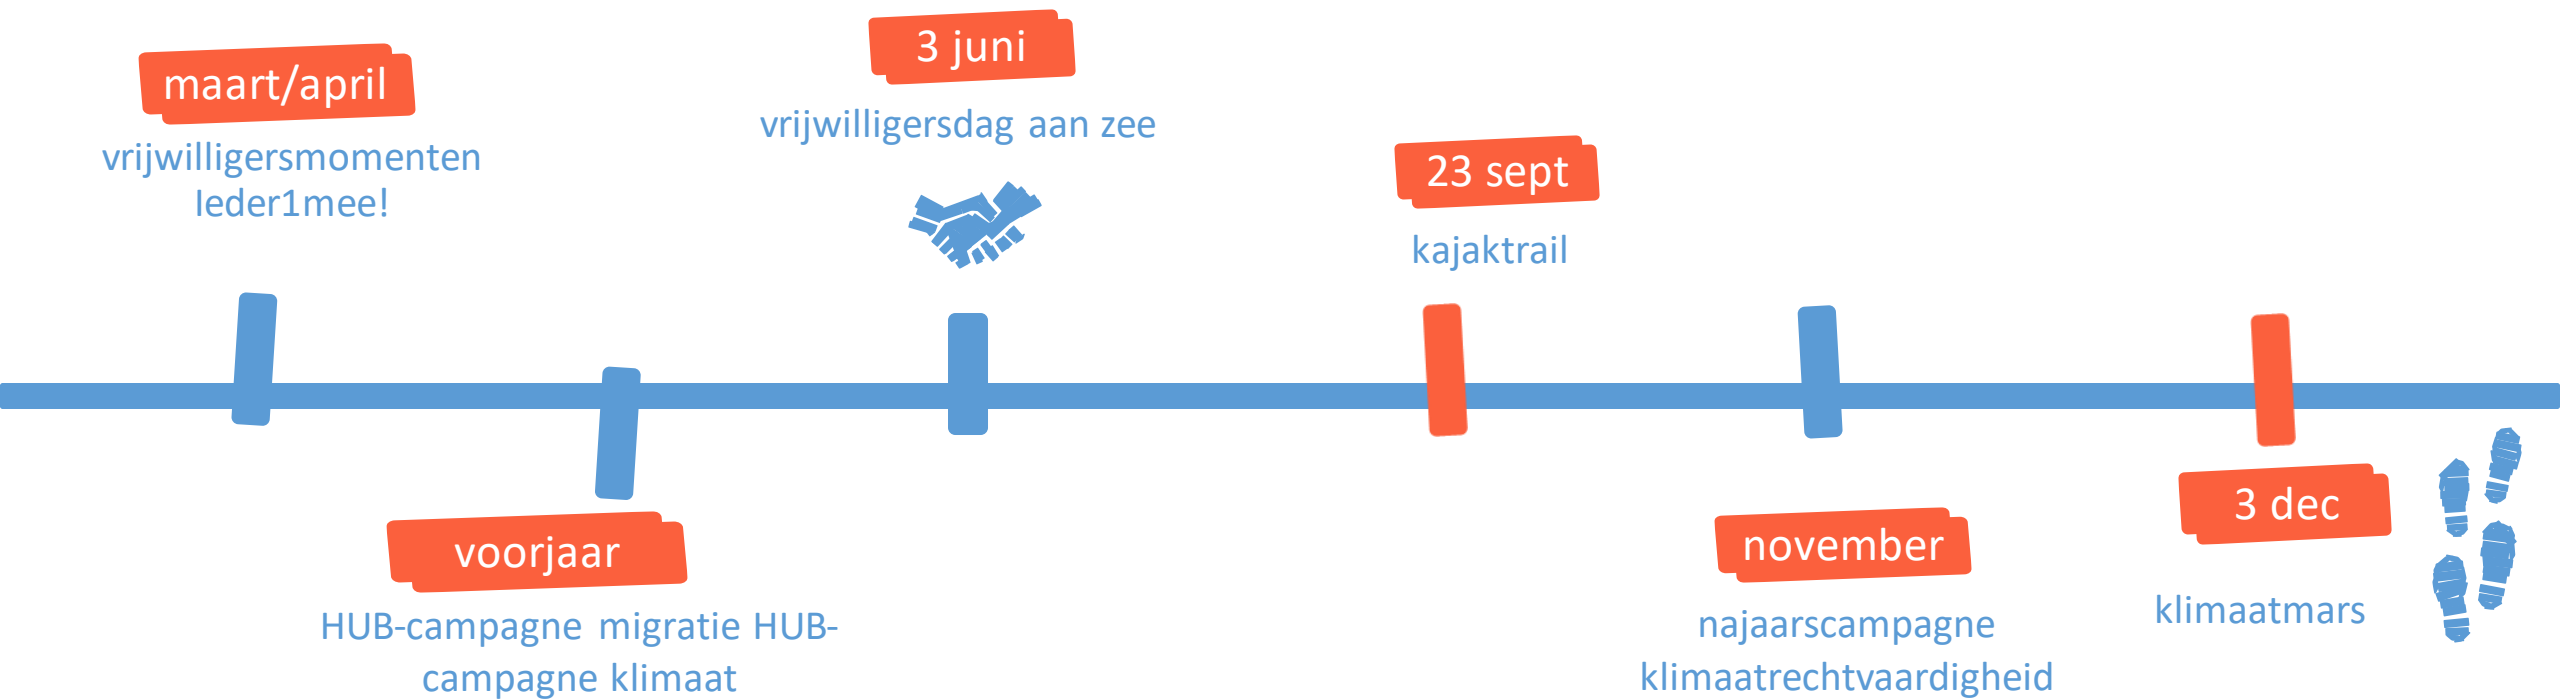 maart/april
vrijwilligersmomenten
Ieder1mee!
voorjaar
HUB-campagne migratie HUB-
campagne klimaat
3 juni
vrijwilligersdag aan zee
23 sept
kajaktrail
november
najaarscampagne
klimaatrechtvaardigheid
3 dec
klimaatmars